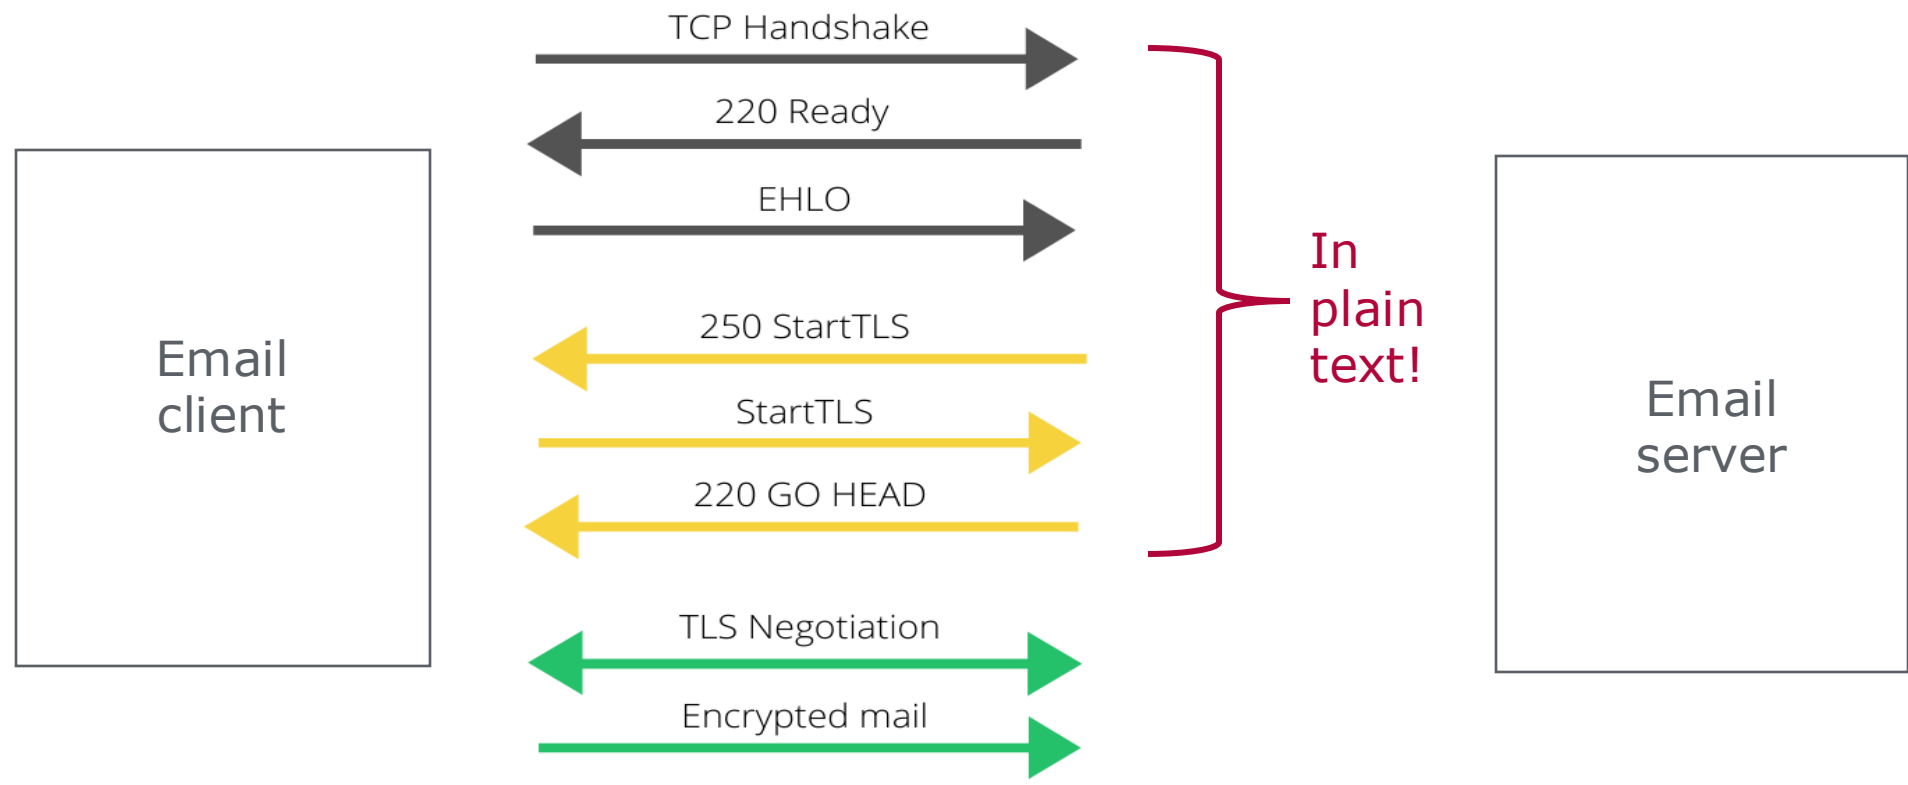 TCP Handshake
220 Ready
EHLO
250 StartTLS
StartTLS
220 GO HEAD
TLS Negotiation
Encrypted mail
Email
client
In
plain
text!
Email
server